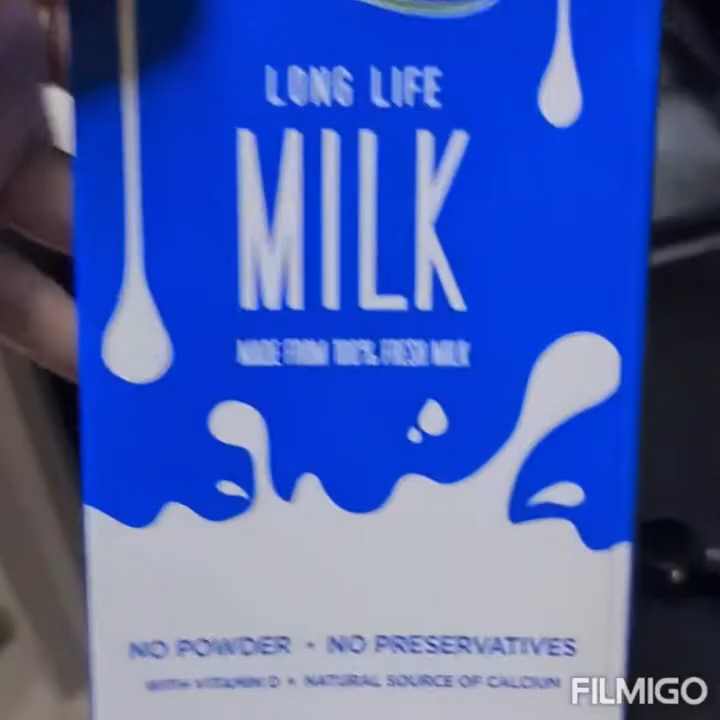 LONG LIFE
MILK
MADE FROM 100% FRESH MILK
NO POWDER • NO PRESERVATIVES
WITH VITAMIN D • NATURAL SOURCE OF CALCIUM
FILMIGO